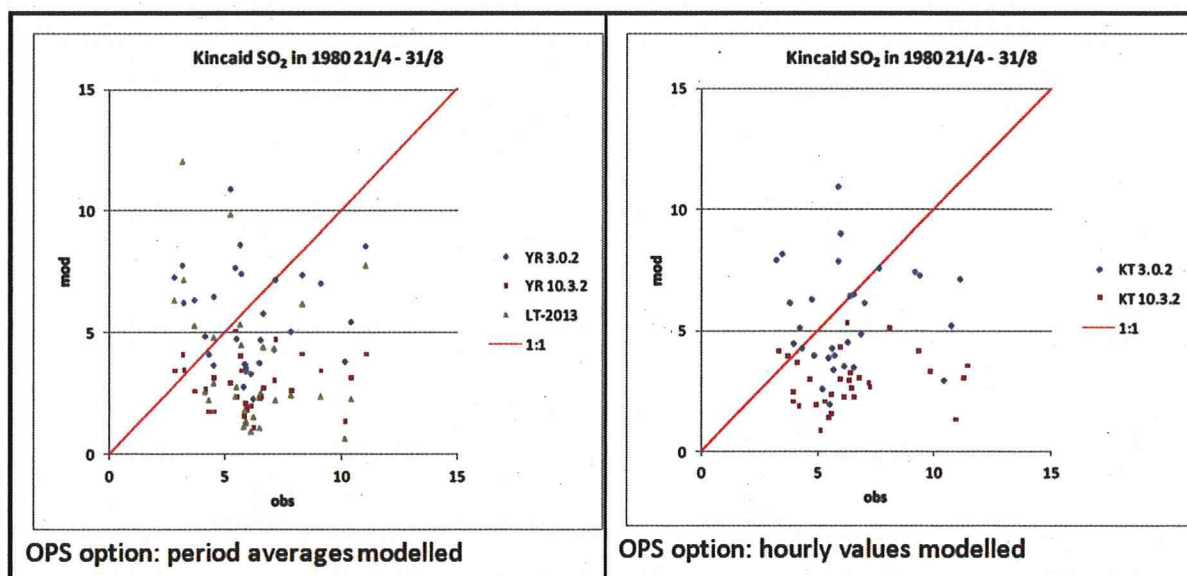 Kincaid SO₂ in 1980 21/4 - 31/8
15
10
5
0
mod
0 5 10 15
obs
YR 3.0.2
YR 10.3.2
LT-2013
1:1
OPS option: period averages modelled
Kincaid SO₂ in 1980 21/4 - 31/8
15
10
5
0
mod
0 5 10 15
obs
KT 3.0.2
KT 10.3.2
1:1
OPS option: hourly values modelled